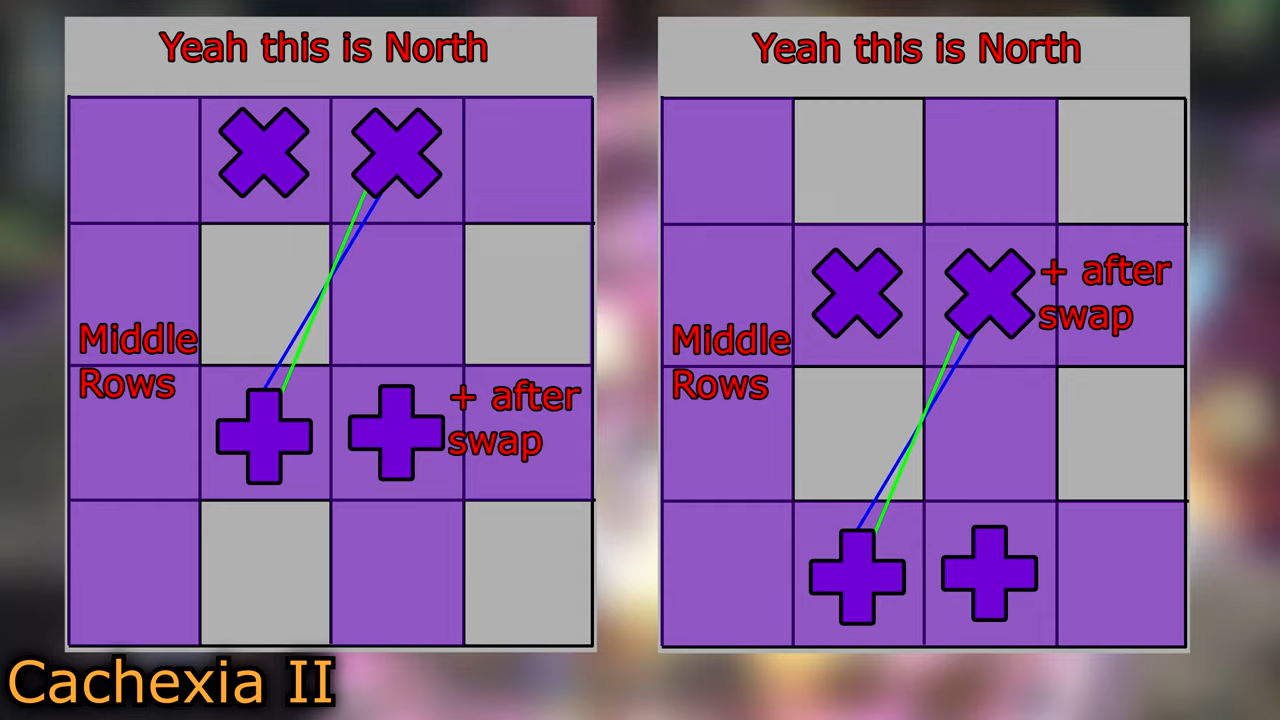 Yeah this is North
Middle
Rows
+ after
swap
Yeah this is North
+ after
swap
Middle
Rows
Cachexia II